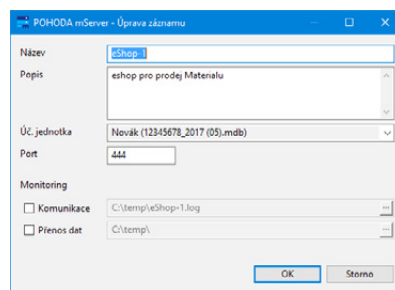 POHODA mServer - Úprava záznamu
Název
eShop-1
Popis
eshop pro prodej Materialu
Úč. jednotka
Novák (12345678_2017 (05).mdb)
Port
444
Monitoring
Komunikace
C:\temp\eShop-1.log
...
Přenos dat
C:\temp\
...
OK
Storno